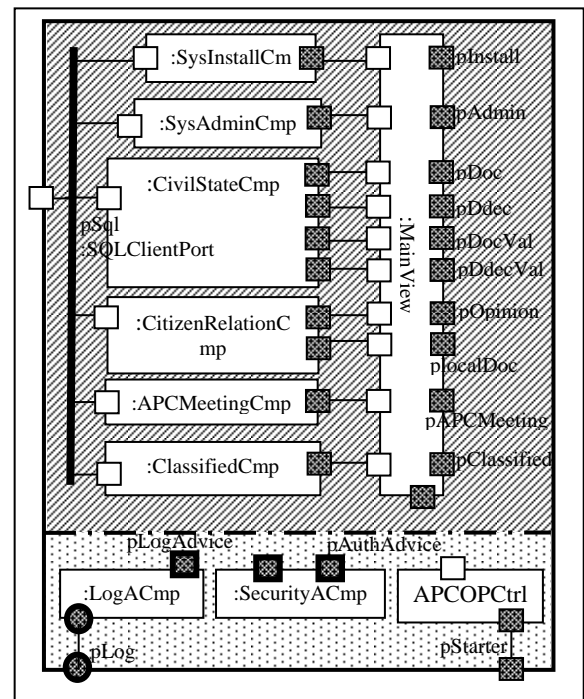 :SysInstallCm
pInstall
:SysAdminCmp
pAdmin
:CivilStateCmp
pDoc
pDdec
pSql
:SQLClientPort
:MainView
pDocVal
pDdecVal
:CitizenRelationC
mp
pOpinion
plocalDoc
:APCMeetingCmp
pAPCMeeting
:ClassifiedCmp
pClassified
pLogAdvice
pAuthAdvice
:LogACmp
:SecurityACmp
APCOPCtrl
pLog
pStarter